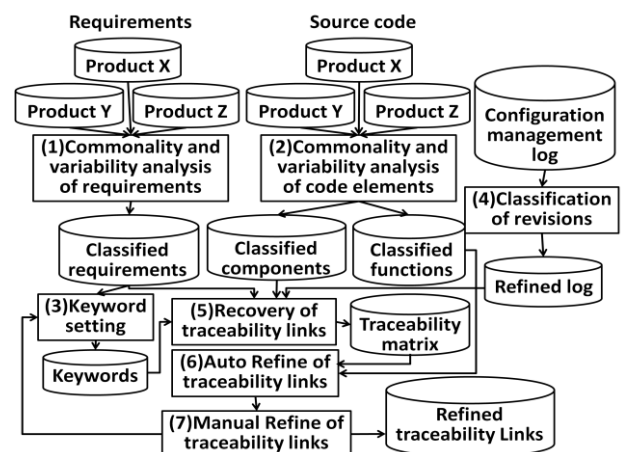 Requirements
Source code
Product X
Product Y
Product Z
Product X
Product Y
Product Z
Configuration
management
log
(1)Commonality and
variability analysis
of requirements
(2)Commonality and
variability analysis
of code elements
(4)Classification
of revisions
Classified
requirements
Classified
components
Classified
functions
Refined log
(3)Keyword
setting
(5)Recovery of
traceability links
Traceability
matrix
Keywords
(6)Auto Refine of
traceability links
(7)Manual Refine of
traceability links
Refined
traceability Links